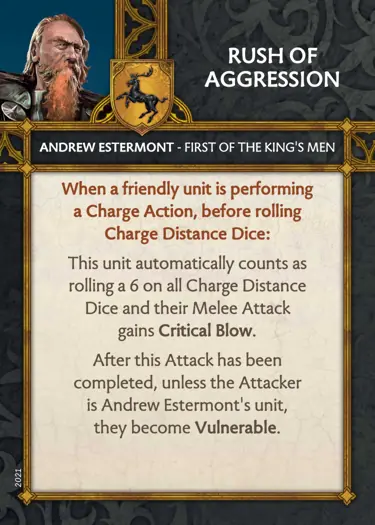 RUSH OF
AGGRESSION
ANDREW ESTERMONT - FIRST OF THE KING'S MEN
When a friendly unit is performing
a Charge Action, before rolling
Charge Distance Dice:
This unit automatically counts as
rolling a 6 on all Charge Distance
Dice and their Melee Attack
gains Critical Blow.
After this Attack has been
completed, unless the Attacker
is Andrew Estermont's unit,
they become Vulnerable.
2021